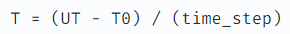 T = (UT - T0) / (time_step)